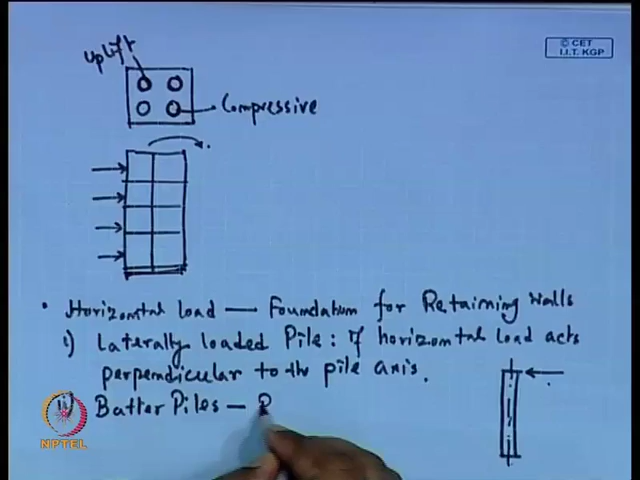 © CET
I.I.T. KGP
Uplift
Compressive
• Horizontal load — Foundation for Retaining Walls
i) Laterally loaded Pile : If horizontal load acts
perpendicular to the pile axis.
Batter Piles —
NPTEL